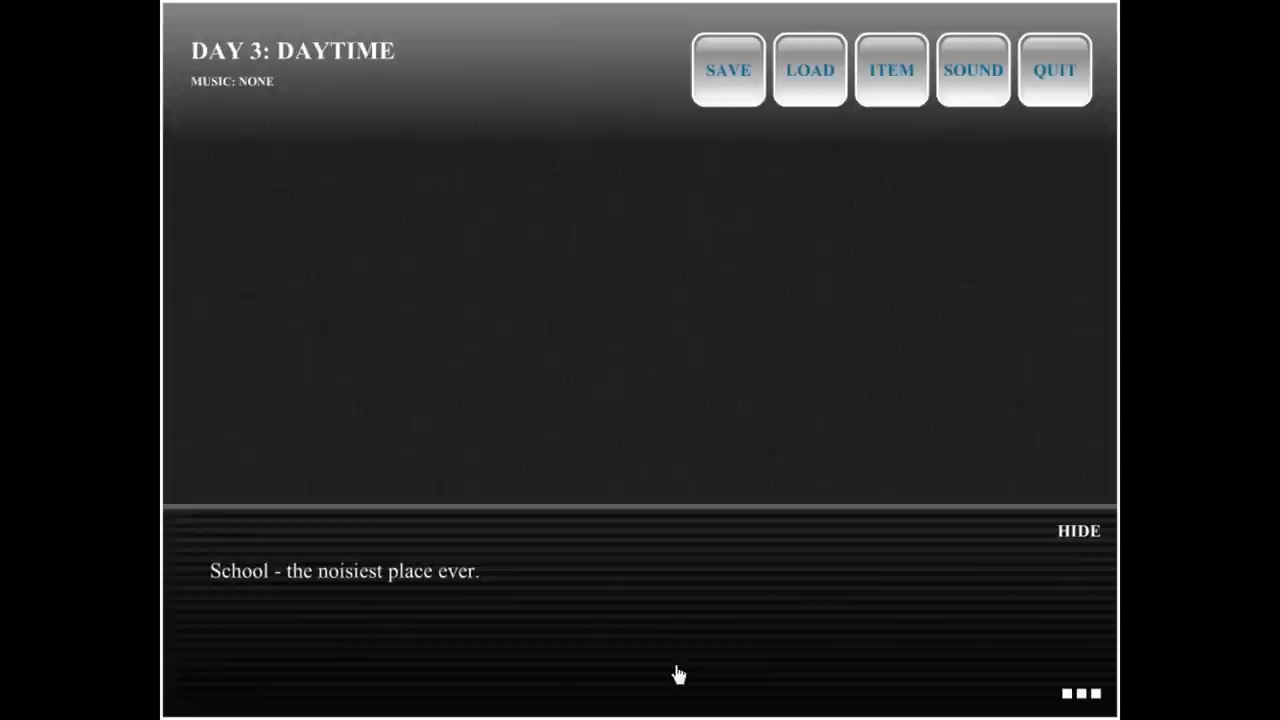 DAY 3: DAYTIME
MUSIC: NONE
SAVE
LOAD
ITEM
SOUND
QUIT
HIDE
School - the noisiest place ever.